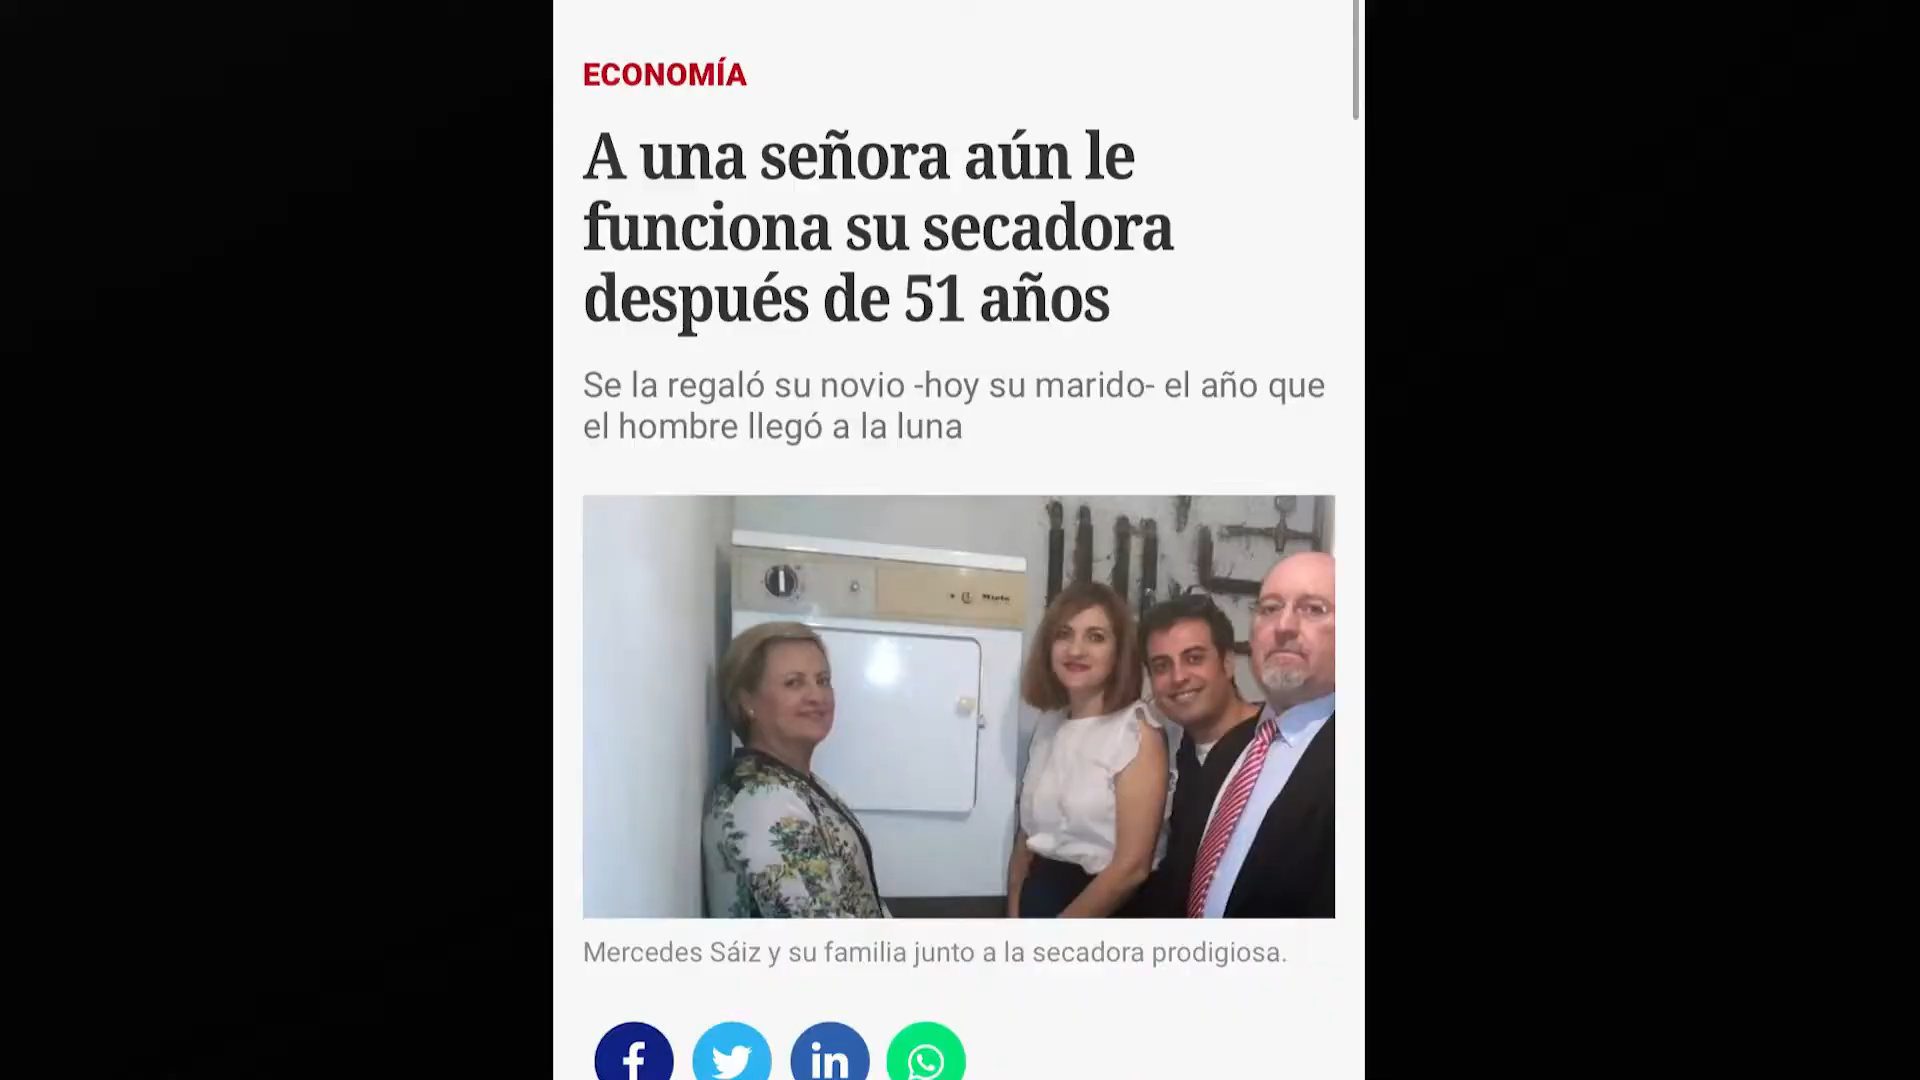 ECONOMÍA
A una señora aún le
funciona su secadora
después de 51 años
Se la regaló su novio -hoy su marido- el año que
el hombre llegó a la luna
Miele
Mercedes Sáiz y su familia junto a la secadora prodigiosa.